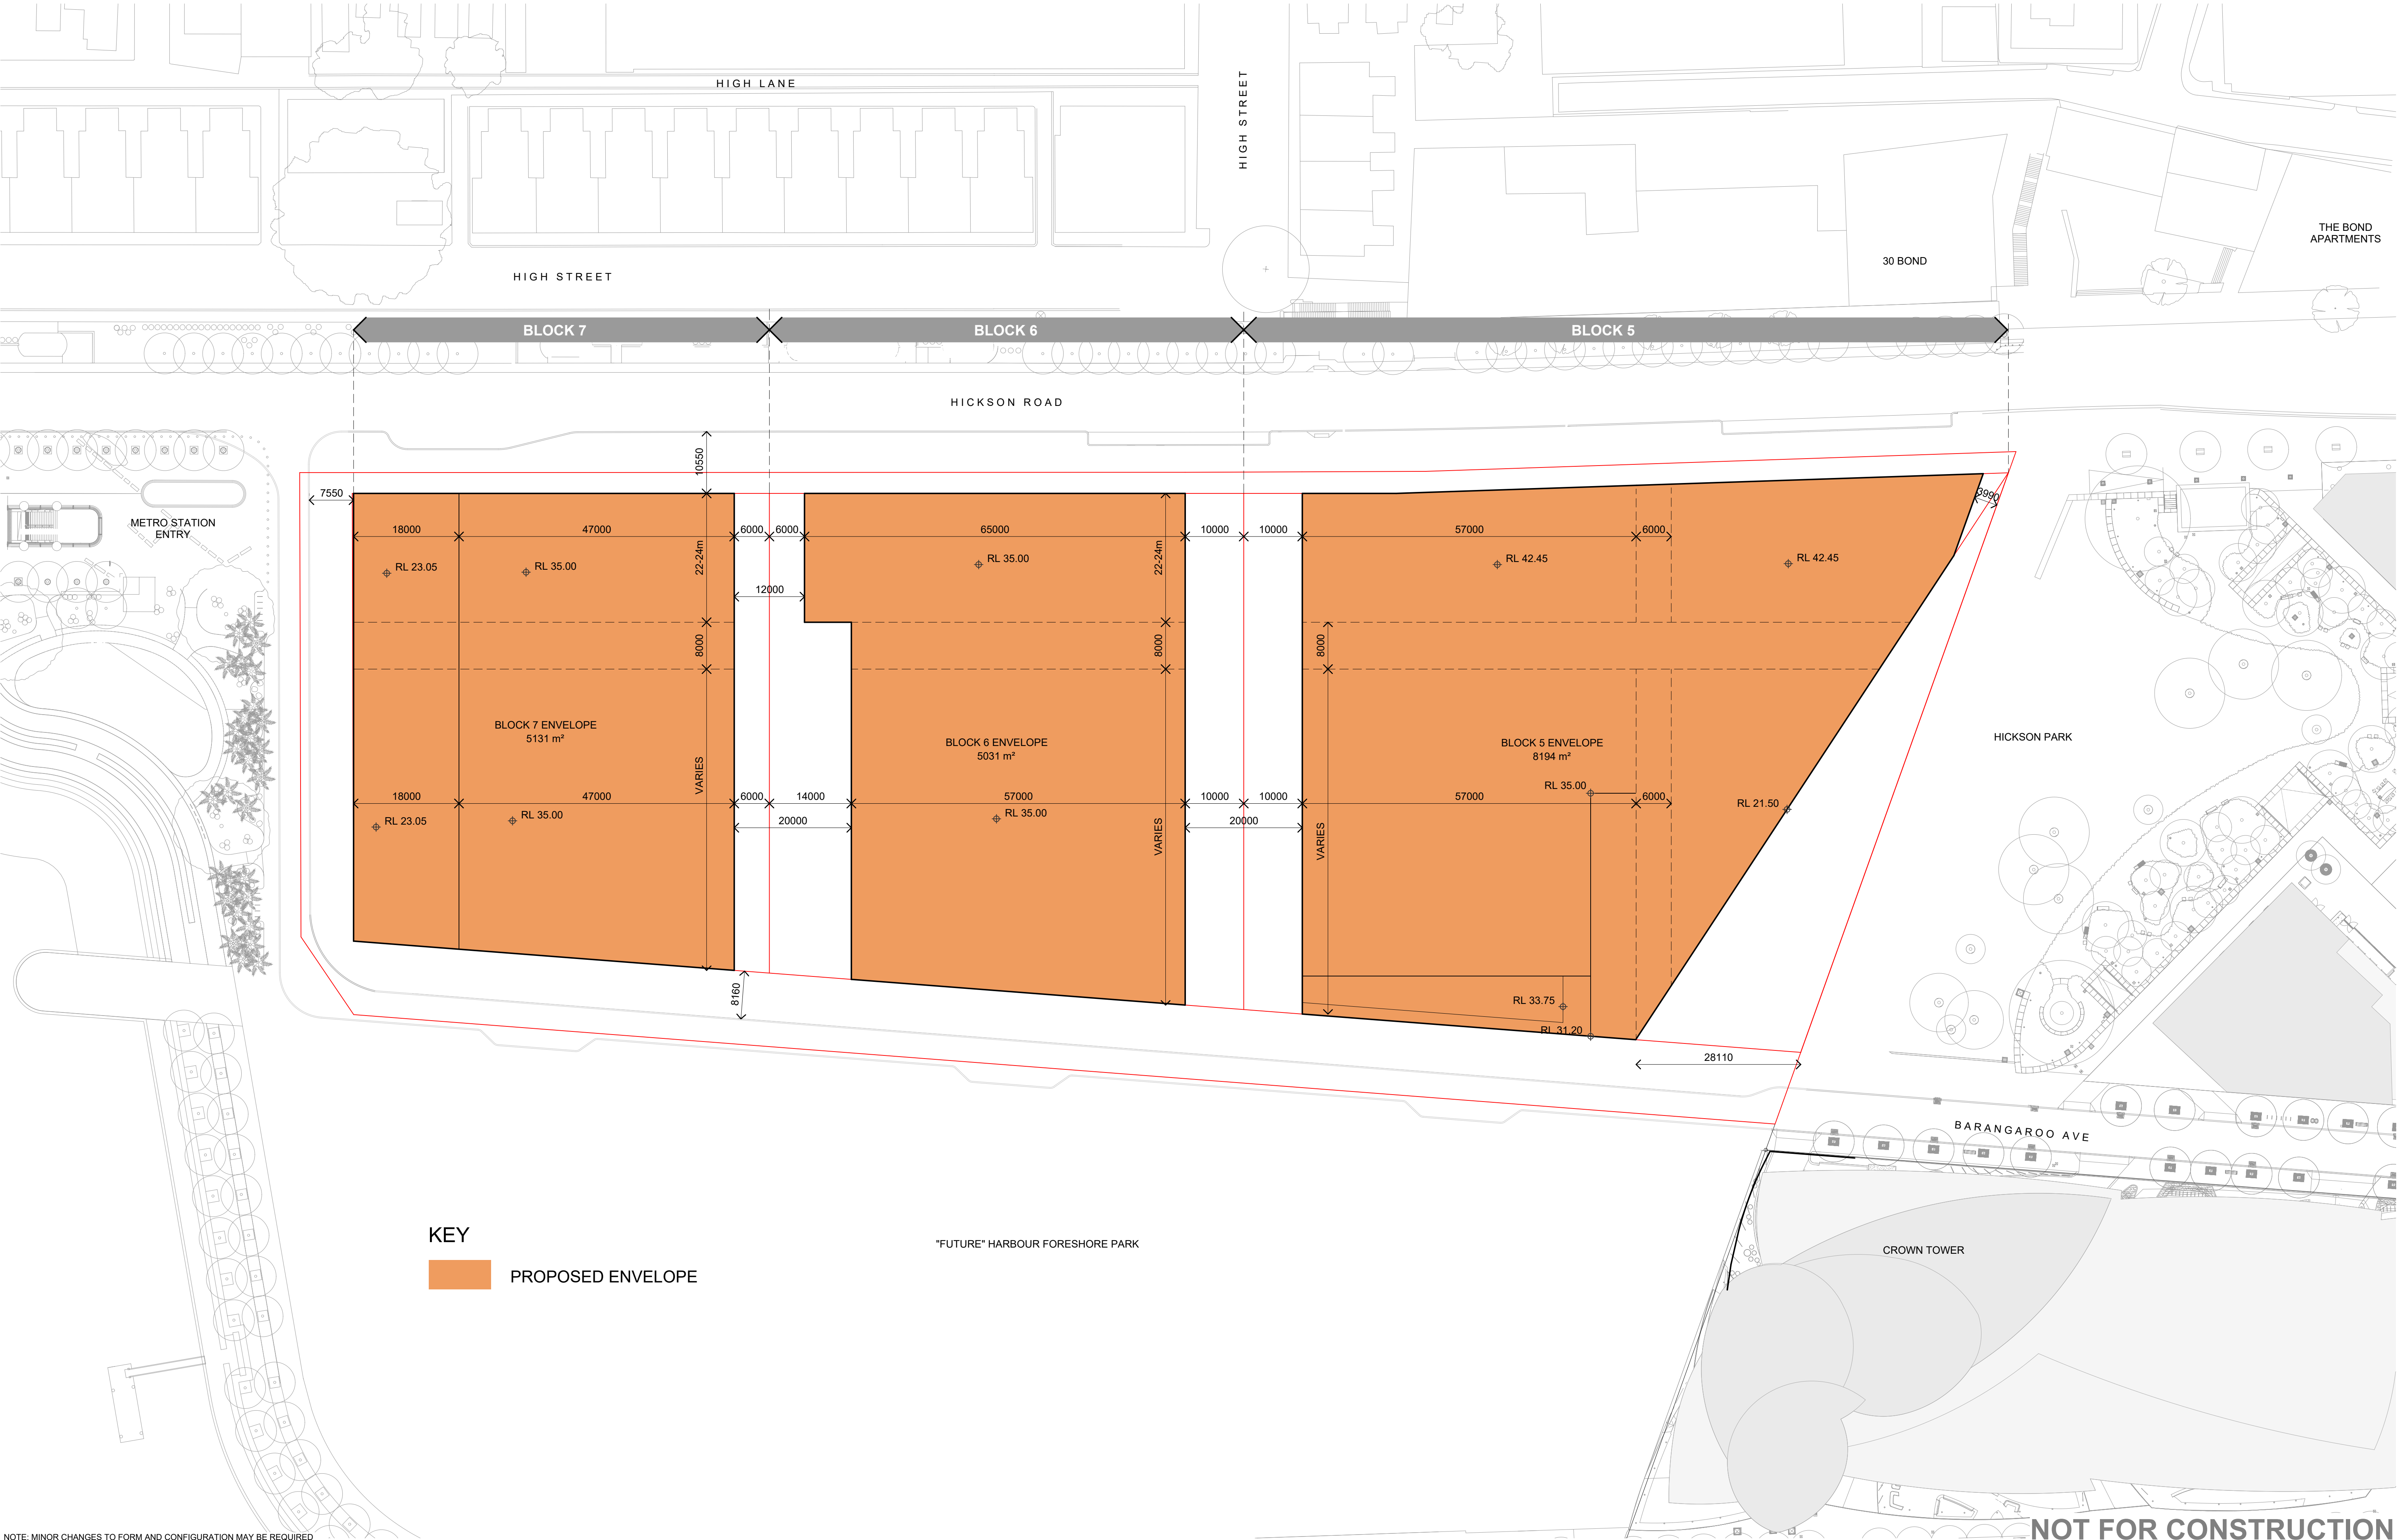 HIGH LANE
HIGH STREET
THE BOND
APARTMENTS
30 BOND
HIGH STREET
BLOCK 7
BLOCK 6
BLOCK 5
HICKSON ROAD
10550
7550
3990
METRO STATION
ENTRY
18000
47000
6000
6000
65000
10000
10000
57000
6000
RL 23.05
RL 35.00
22-24m
RL 35.00
22-24m
RL 42.45
RL 42.45
12000
8000
8000
8000
BLOCK 7 ENVELOPE
5131 m²
BLOCK 6 ENVELOPE
5031 m²
BLOCK 5 ENVELOPE
8194 m²
HICKSON PARK
VARIES
RL 35.00
18000
47000
6000
14000
57000
10000
10000
57000
6000
RL 21.50
RL 23.05
RL 35.00
20000
RL 35.00
VARIES
20000
VARIES
8160
RL 33.75
RL 31.20
28110
BARANGAROO AVE
KEY
PROPOSED ENVELOPE
"FUTURE" HARBOUR FORESHORE PARK
CROWN TOWER
NOTE: MINOR CHANGES TO FORM AND CONFIGURATION MAY BE REQUIRED
NOT FOR CONSTRUCTION